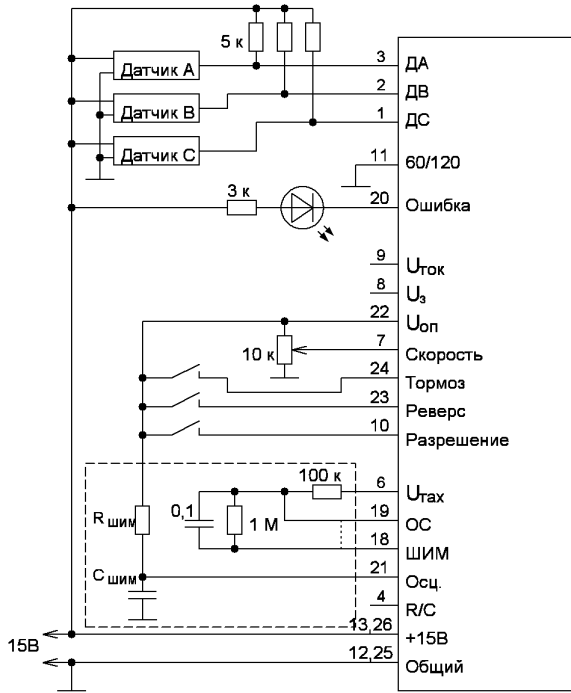 5 к
Датчик А 3 ДА
Датчик В 2 ДВ
Датчик С 1 ДС
11 60/120
3 к 20 Ошибка
9 Uток
8 Uз
22 Uоп
10 к 7 Скорость
24 Тормоз
23 Реверс
10 Разрешение
100 к 6 Uтах
0,1 1 М 19 ОС
R шим 18 ШИМ
С шим 21 Осц.
4 R/C
15В 13,26 +15В
12,25 Общий